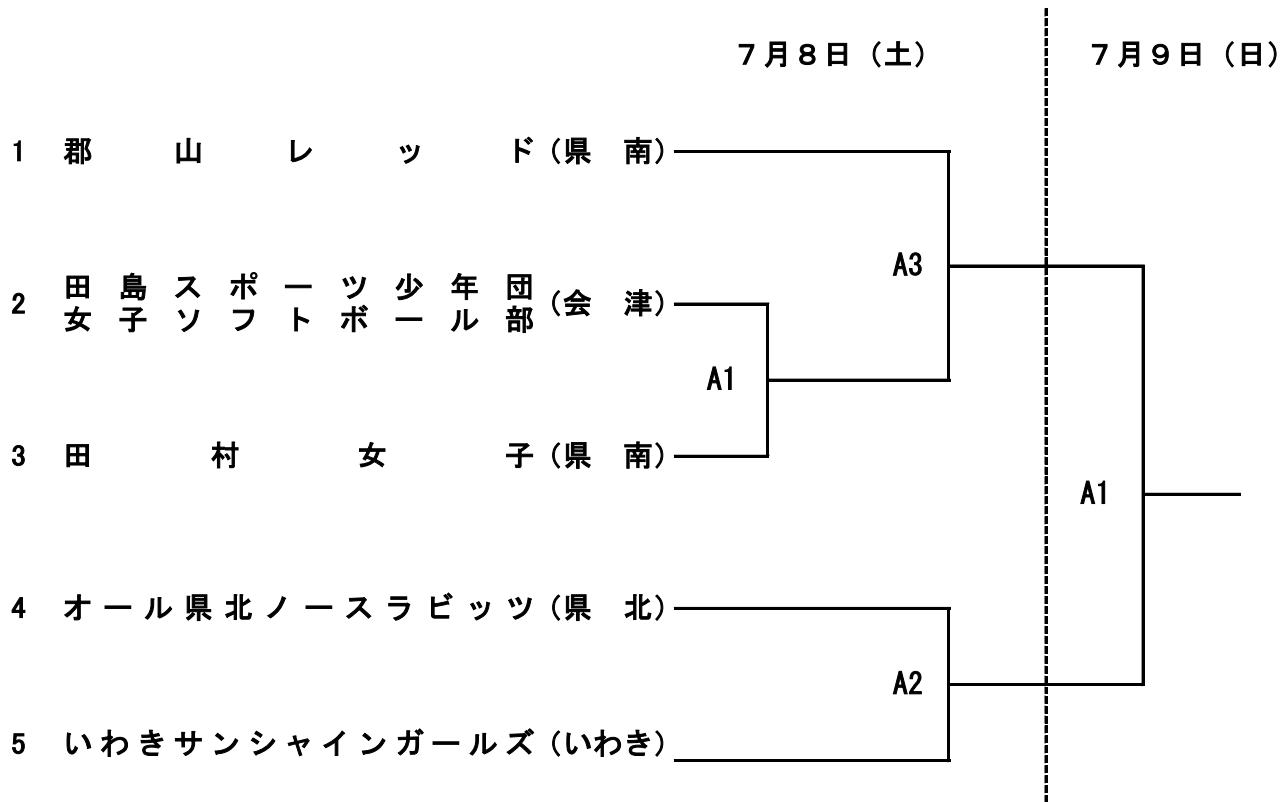 ７月８日（土） ７月９日（日）
1 郡山レッド（県南）
A3
2 田島スポーツ少年団
女子ソフトボール部（会津）
A1
3 田村女子（県南）
A1
4 オール県北ノースラビッツ（県北）
A2
5 いわきサンシャインガールズ（いわき）